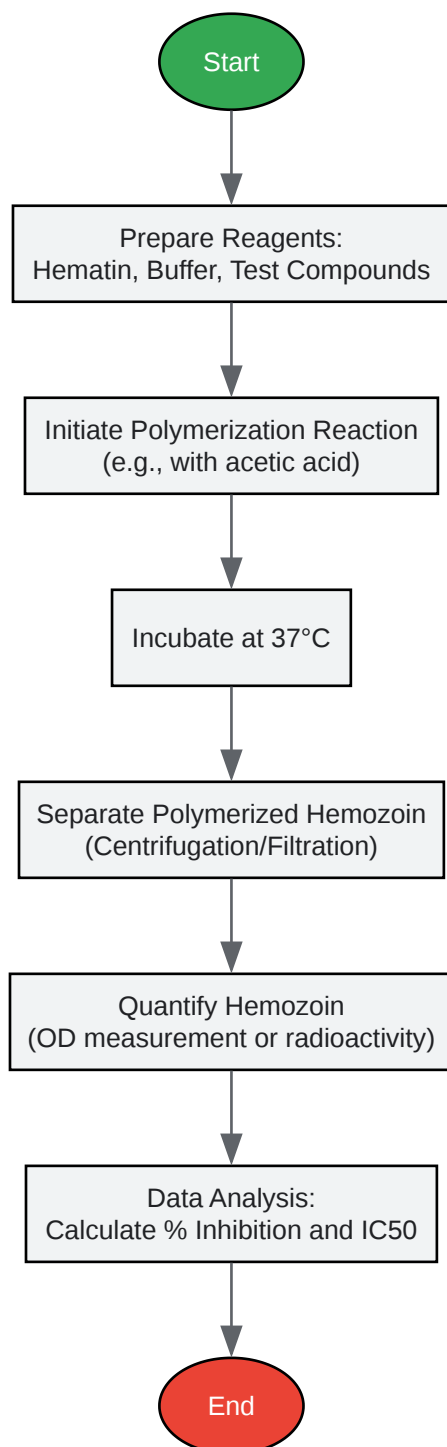 Start
Prepare Reagents:
Hematin, Buffer, Test Compounds
Initiate Polymerization Reaction
(e.g., with acetic acid)
Incubate at 37°C
Separate Polymerized Hemozoin
(Centrifugation/Filtration)
Quantify Hemozoin
(OD measurement or radioactivity)
Data Analysis:
Calculate % Inhibition and IC50
End